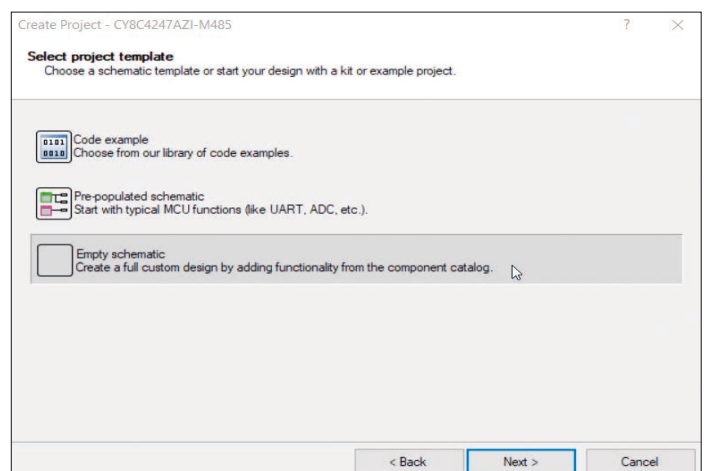 Create Project - CY8C4247AZI-M485 ? ×
Select project template
Choose a schematic template or start your design with a kit or example project.
0101
0010
Code example
Choose from our library of code examples.
Pre-populated schematic
Start with typical MCU functions (like UART, ADC, etc.).
Empty schematic
Create a full custom design by adding functionality from the component catalog.
< Back Next > Cancel